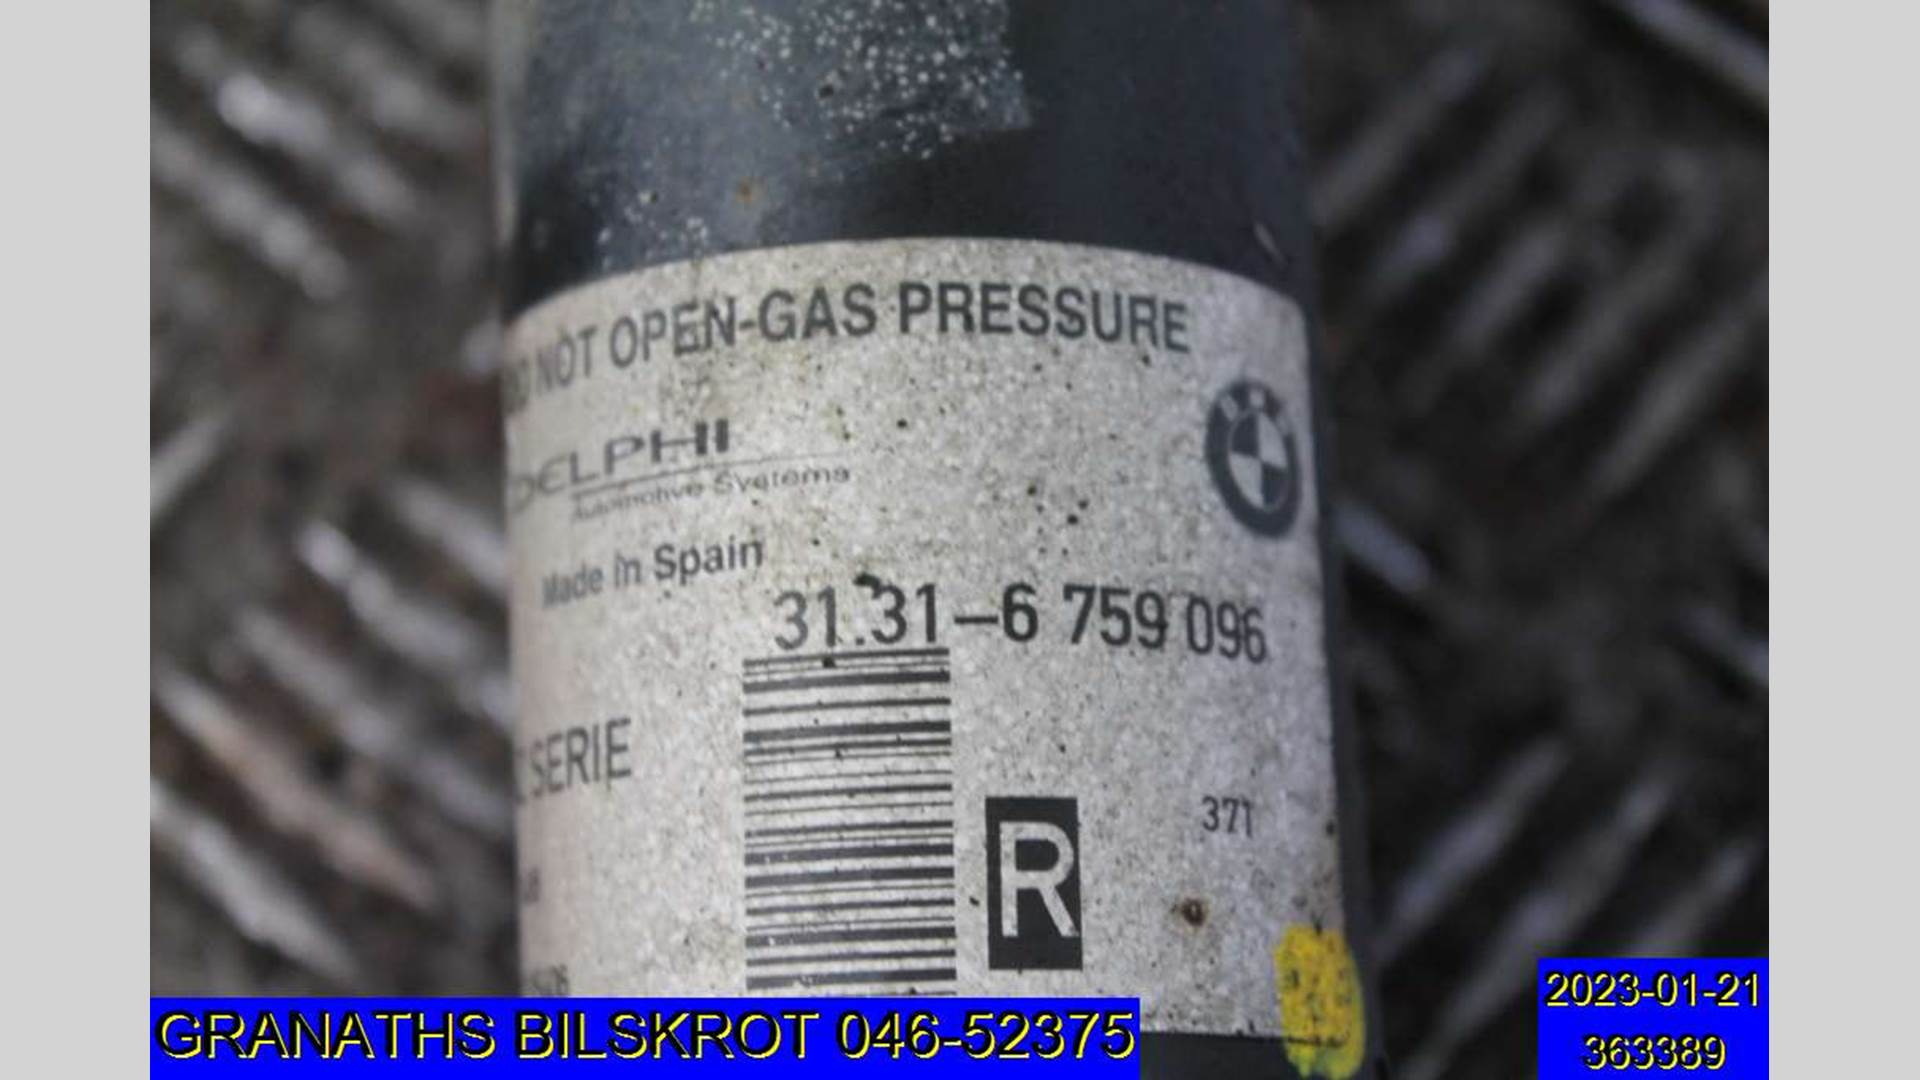 DO NOT OPEN-GAS PRESSURE
DELPHI
Automotive Systems
Made in Spain
31.31-6 759 096
SERIE
371
R
GRANATHS BILSKROT 046-52375
2023-01-21
363389